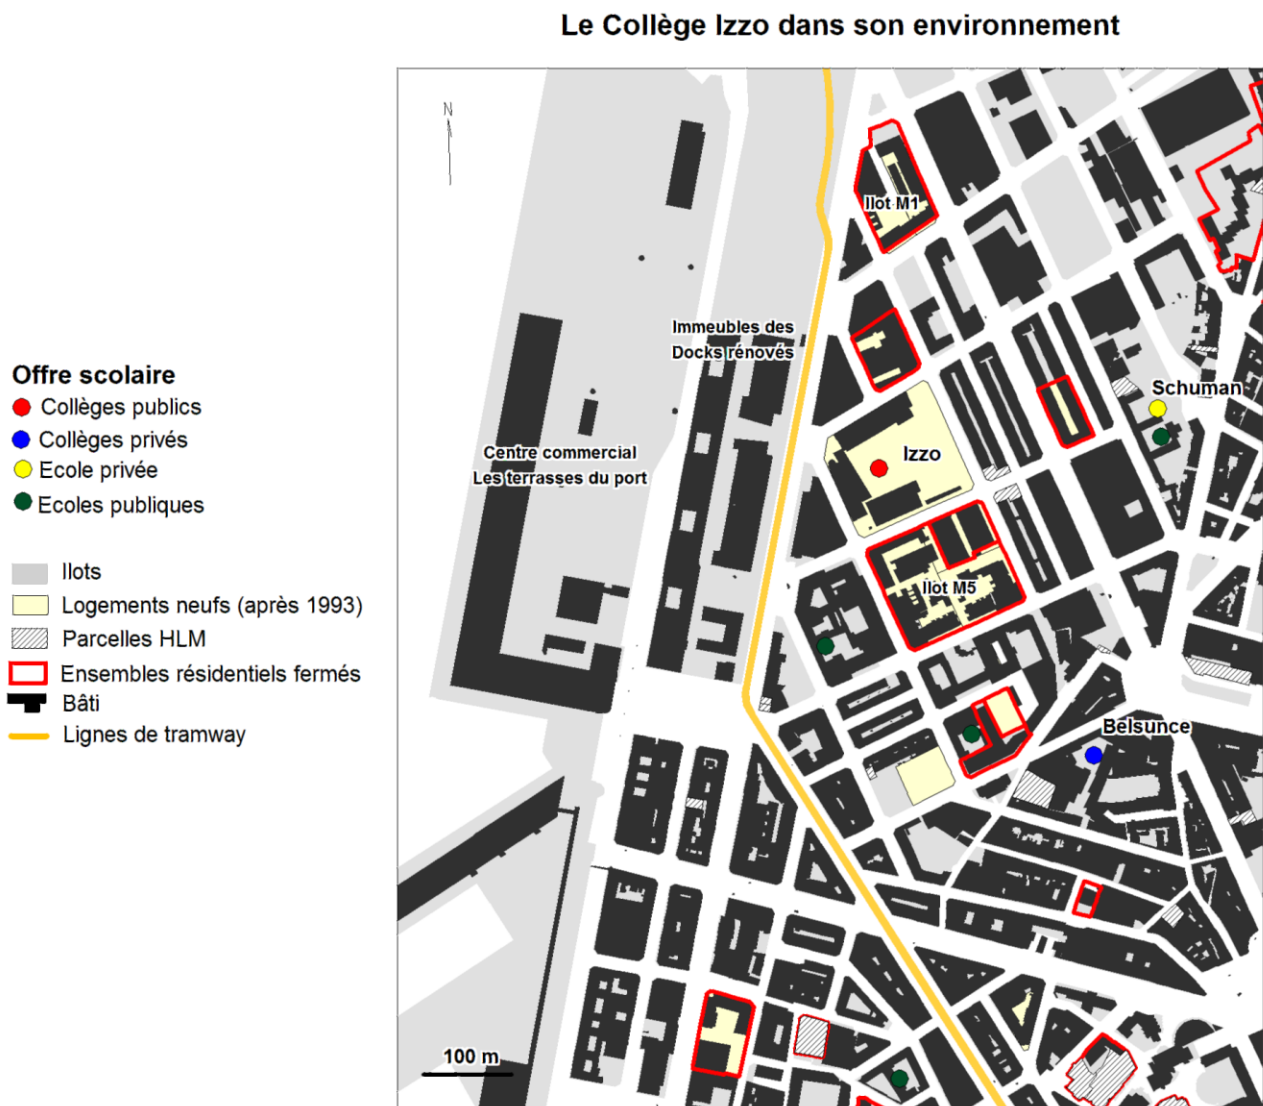 Le Collège Izzo dans son environnement
N
Ilot M1
Immeubles des
Docks rénovés
Offre scolaire
Collèges publics
Collèges privés
Ecole privée
Ecoles publiques
Schuman
Centre commercial
Les terrasses du port
Izzo
Ilots
Logements neufs (après 1993)
Parcelles HLM
Ensembles résidentiels fermés
Bâti
Lignes de tramway
Ilot M5
Belsunce
100 m